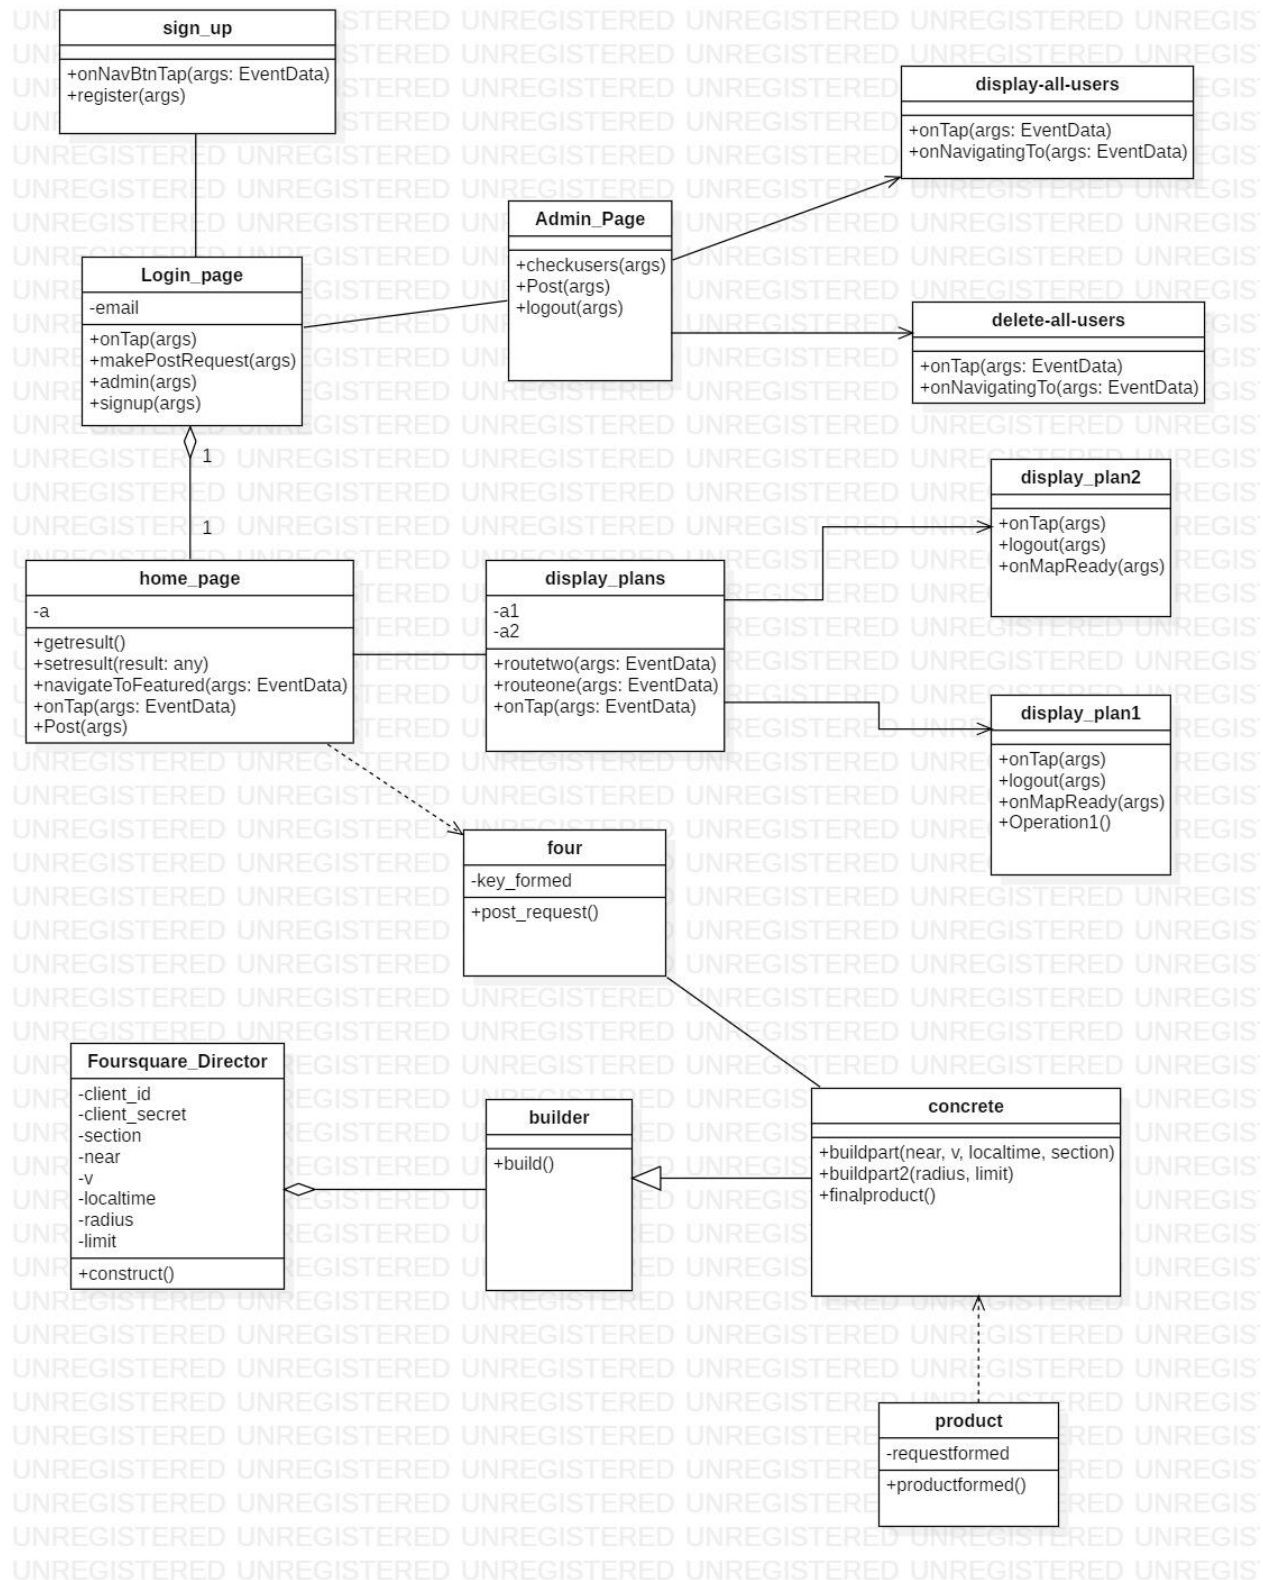 sign_up
+onNavBtnTap(args: EventData)
+register(args)
display-all-users
+onTap(args: EventData)
+onNavigatingTo(args: EventData)
Admin_Page
+checkusers(args)
+Post(args)
+logout(args)
Login_page
-email
+onTap(args)
+makePostRequest(args)
+admin(args)
+signup(args)
delete-all-users
+onTap(args: EventData)
+onNavigatingTo(args: EventData)
1
1
display_plan2
+onTap(args)
+logout(args)
+onMapReady(args)
home_page
-a
+getresult()
+setresult(result: any)
+navigateToFeatured(args: EventData)
+onTap(args: EventData)
+Post(args)
display_plans
-a1
-a2
+routetwo(args: EventData)
+routeone(args: EventData)
+onTap(args: EventData)
display_plan1
+onTap(args)
+logout(args)
+onMapReady(args)
+Operation1()
four
-key_formed
+post_request()
Foursquare_Director
-client_id
-client_secret
-section
-near
-v
-localtime
-radius
-limit
+construct()
builder
+build()
concrete
+buildpart(near, v, localtime, section)
+buildpart2(radius, limit)
+finalproduct()
product
-requestformed
+productformed()
UNREGISTERED